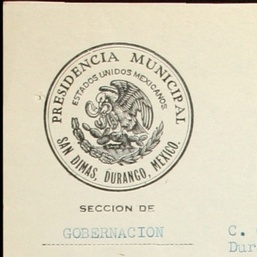 PRESIDENCIA MUNICIPAL
ESTADOS UNIDOS MEXICANOS
SAN DIMAS, DURANGO, MEXICO.
SECCION DE
GOBERNACION
C.
Dur